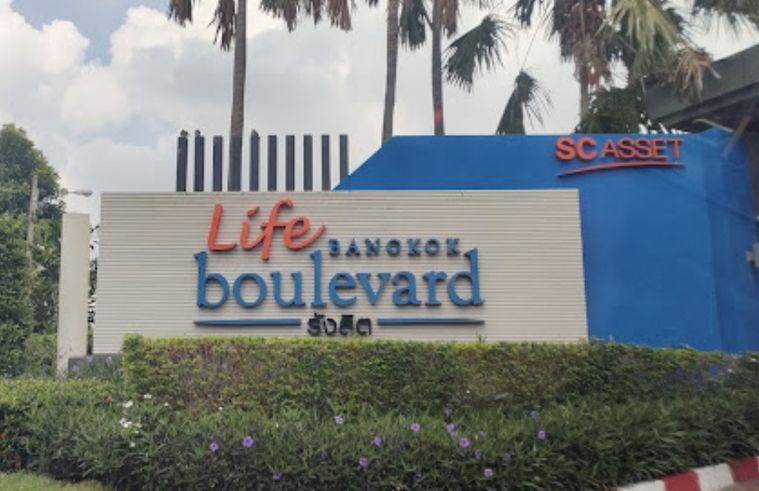 SC ASSET
Life BANGKOK
boulevard
รังสิต